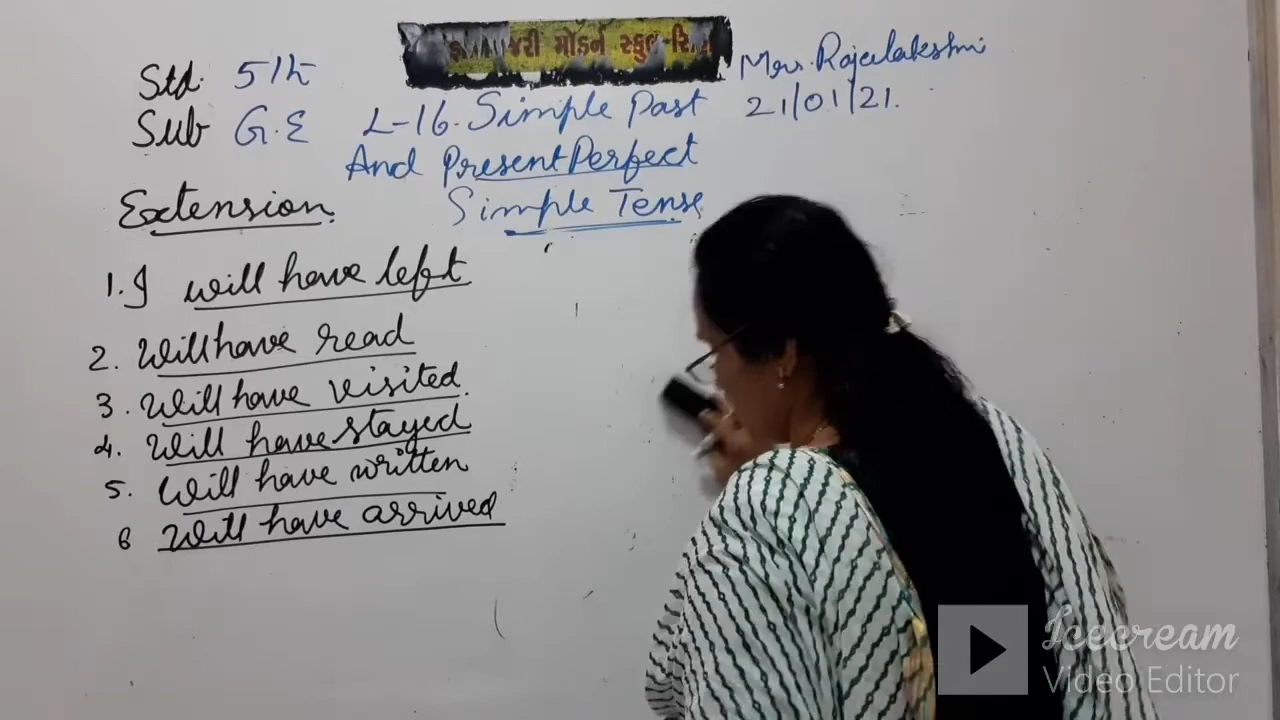 Std. 5th
Sub G.E
જરી મોડર્ન સ્કુલ
Mrs. Rajalakshmi
21/01/21.
L-16. Simple Past
And Present Perfect
Simple Tense
Extension
1. I will have left
2. Will have read
3. Will have visited.
4. Will have stayed
5. Will have written
6 Will have arrived
Icecream
Video Editor